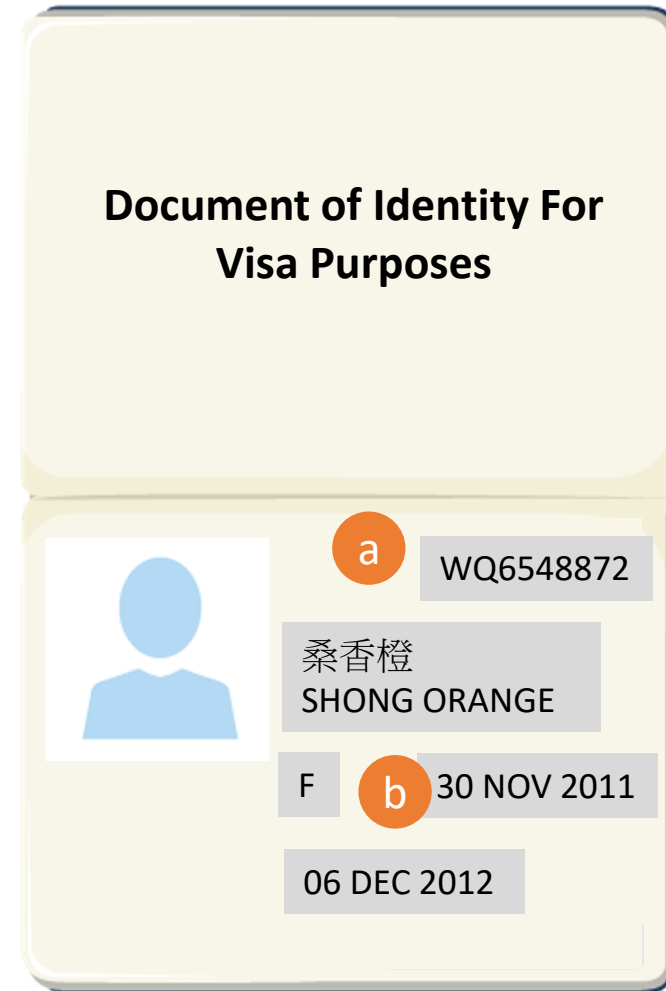 Document of Identity For
Visa Purposes
a
WQ6548872
桑香橙
SHONG ORANGE
F
b
30 NOV 2011
06 DEC 2012